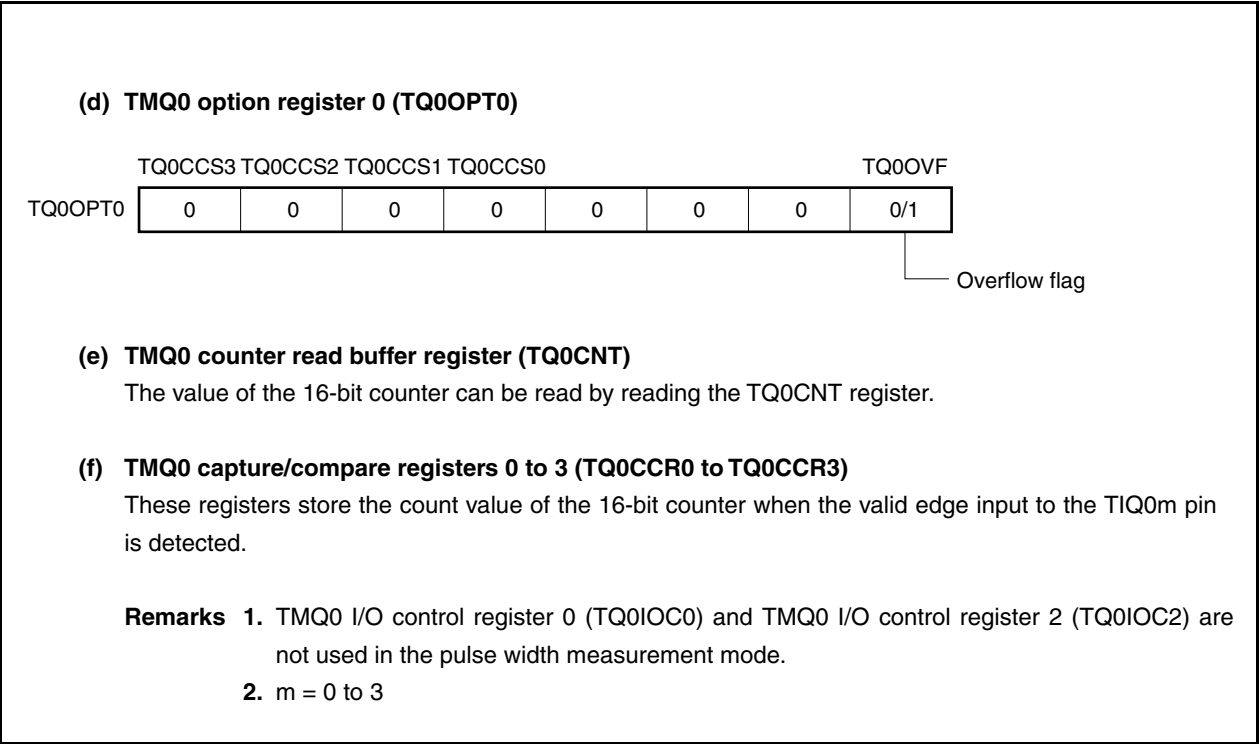 (d) TMQ0 option register 0 (TQ0OPT0)
TQ0CCS3 TQ0CCS2 TQ0CCS1 TQ0CCS0 TQ0OVF
TQ0OPT0 0 0 0 0 0 0 0 0/1
Overflow flag
(e) TMQ0 counter read buffer register (TQ0CNT)
The value of the 16-bit counter can be read by reading the TQ0CNT register.
(f) TMQ0 capture/compare registers 0 to 3 (TQ0CCR0 to TQ0CCR3)
These registers store the count value of the 16-bit counter when the valid edge input to the TIQ0m pin
is detected.
Remarks 1. TMQ0 I/O control register 0 (TQ0IOC0) and TMQ0 I/O control register 2 (TQ0IOC2) are
not used in the pulse width measurement mode.
2. m = 0 to 3